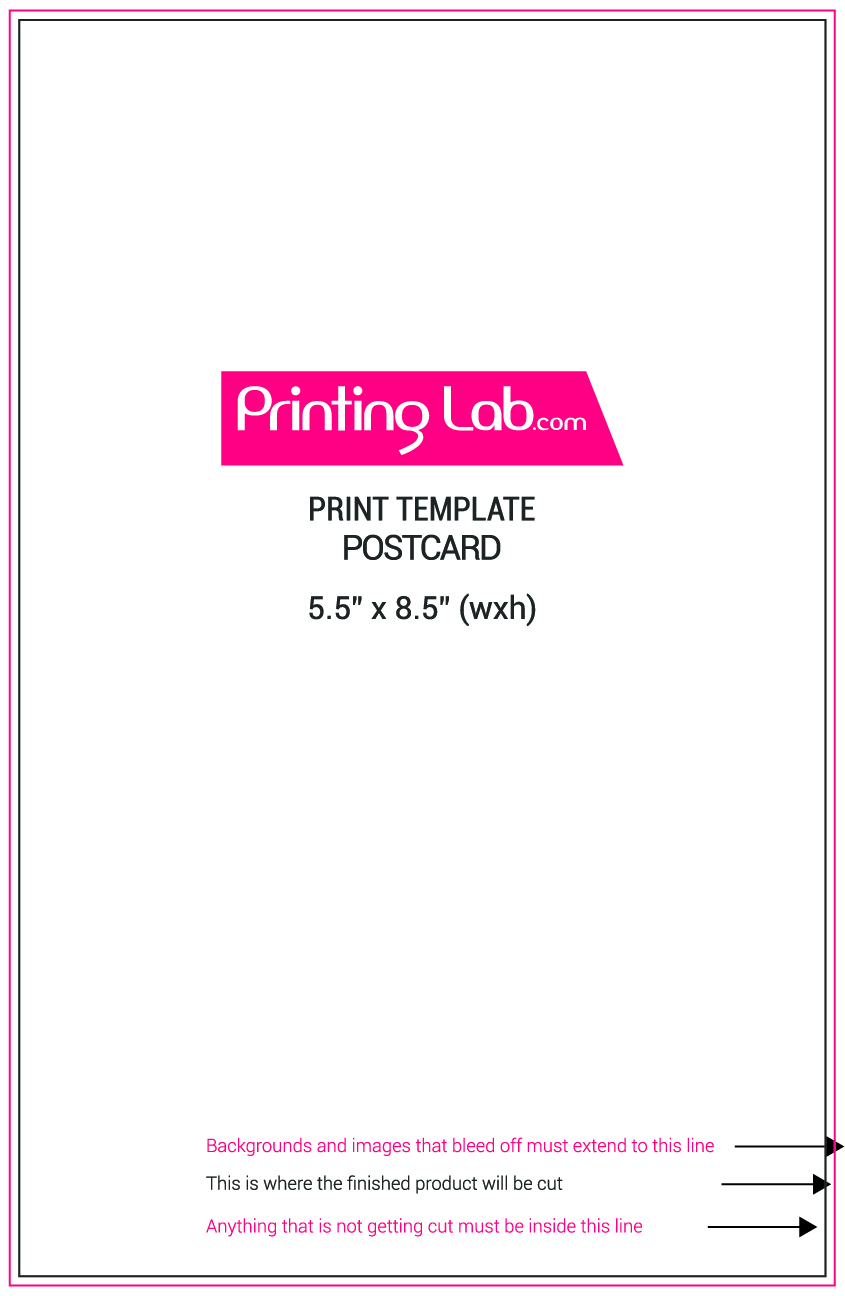 Printing Lab.com
PRINT TEMPLATE
POSTCARD
5.5" x 8.5" (wxh)
Backgrounds and images that bleed off must extend to this line
This is where the finished product will be cut
Anything that is not getting cut must be inside this line